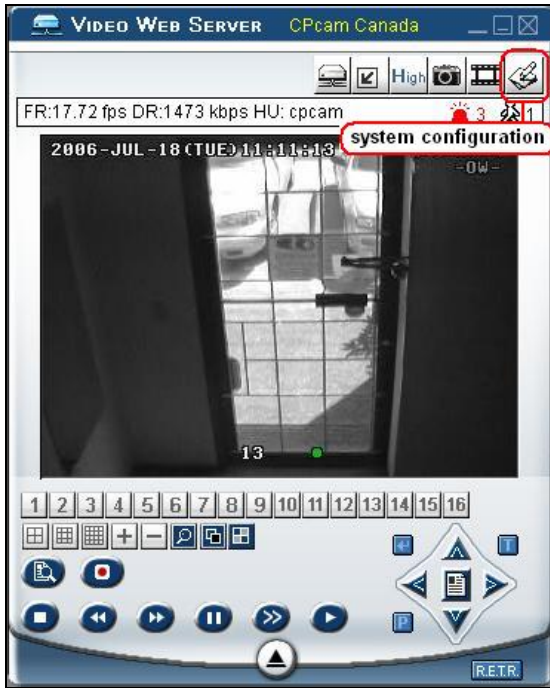 VIDEO WEB SERVER CPcam Canada
High
FR:17.72 fps DR:1473 kbps HU: cpcam 3 1
system configuration
2006-JUL-18(TUE)11:11:13
-OW-
13
1 2 3 4 5 6 7 8 9 10 11 12 13 14 15 16
T
P
R.E.T.R.